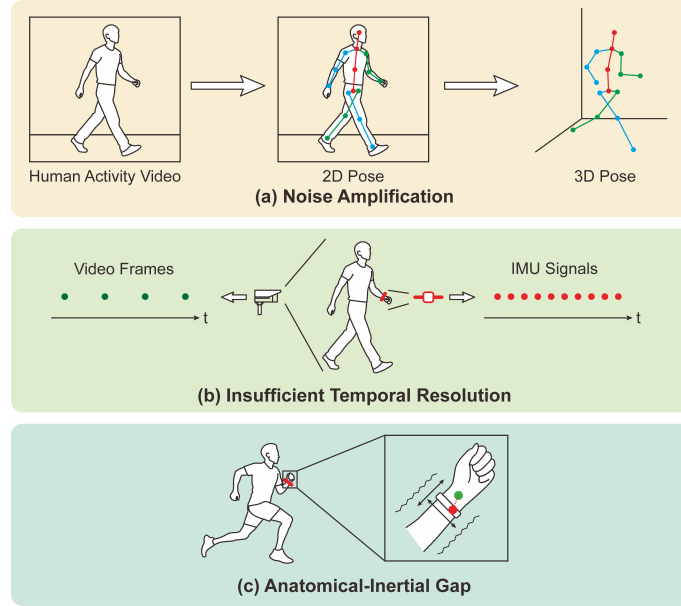 Human Activity Video
2D Pose
3D Pose
(a) Noise Amplification
Video Frames
t
IMU Signals
t
(b) Insufficient Temporal Resolution
(c) Anatomical-Inertial Gap